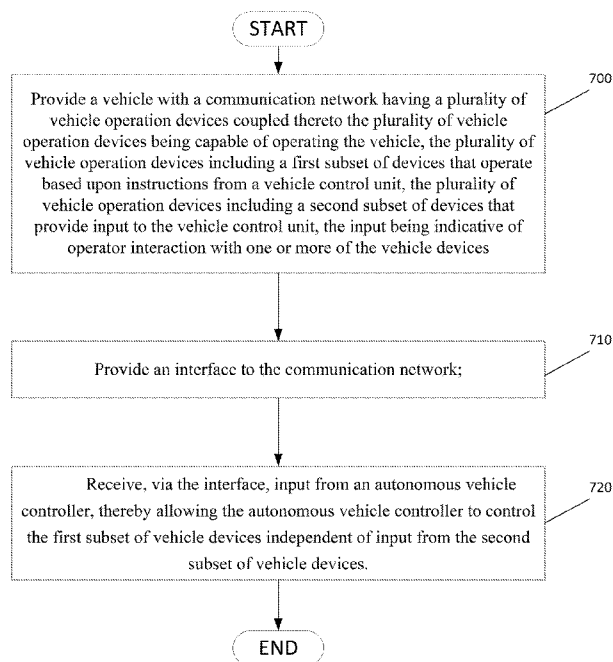 START
700
Provide a vehicle with a communication network having a plurality of
vehicle operation devices coupled thereto the plurality of vehicle
operation devices being capable of operating the vehicle, the plurality of
vehicle operation devices including a first subset of devices that operate
based upon instructions from a vehicle control unit, the plurality of
vehicle operation devices including a second subset of devices that
provide input to the vehicle control unit, the input being indicative of
operator interaction with one or more of the vehicle devices
710
Provide an interface to the communication network;
720
Receive, via the interface, input from an autonomous vehicle
controller, thereby allowing the autonomous vehicle controller to control
the first subset of vehicle devices independent of input from the second
subset of vehicle devices.
END